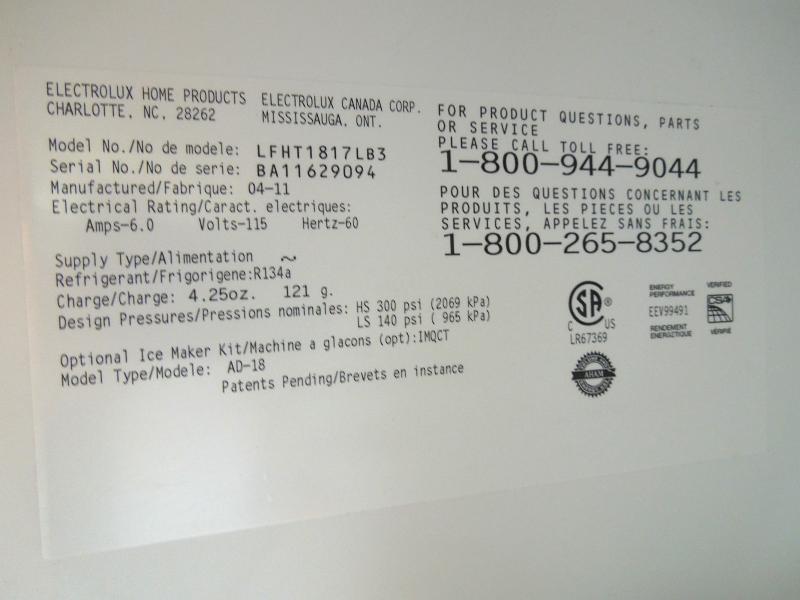 ELECTROLUX HOME PRODUCTS
CHARLOTTE, NC, 28262
ELECTROLUX CANADA CORP.
MISSISSAUGA, ONT.
Model No./No de modele: LFHT1817LB3
Serial No./No de serie: BA11629094
Manufactured/Fabrique: 04-11
Electrical Rating/Caract. electriques:
Amps-6.0 Volts-115 Hertz-60
Supply Type/Alimentation ~
Refrigerant/Frigorigene:R134a
Charge/Charge: 4.25oz. 121 g.
Design Pressures/Pressions nominales: HS 300 psi (2069 kPa)
LS 140 psi ( 965 kPa)
Optional Ice Maker Kit/Machine a glacons (opt):IMQCT
Model Type/Modele: AD-18
Patents Pending/Brevets en instance
FOR PRODUCT QUESTIONS, PARTS
OR SERVICE
PLEASE CALL TOLL FREE:
1-800-944-9044
POUR DES QUESTIONS CONCERNANT LES
PRODUITS, LES PIECES OU LES
SERVICES, APPELEZ SANS FRAIS:
1-800-265-8352
SA ®
C US
LR67369
ENERGY
PERFORMANCE
EEV99491
RENDEMENT
ENERGETIQUE
VERIFIED
CSA
VERIFIE
AHAM